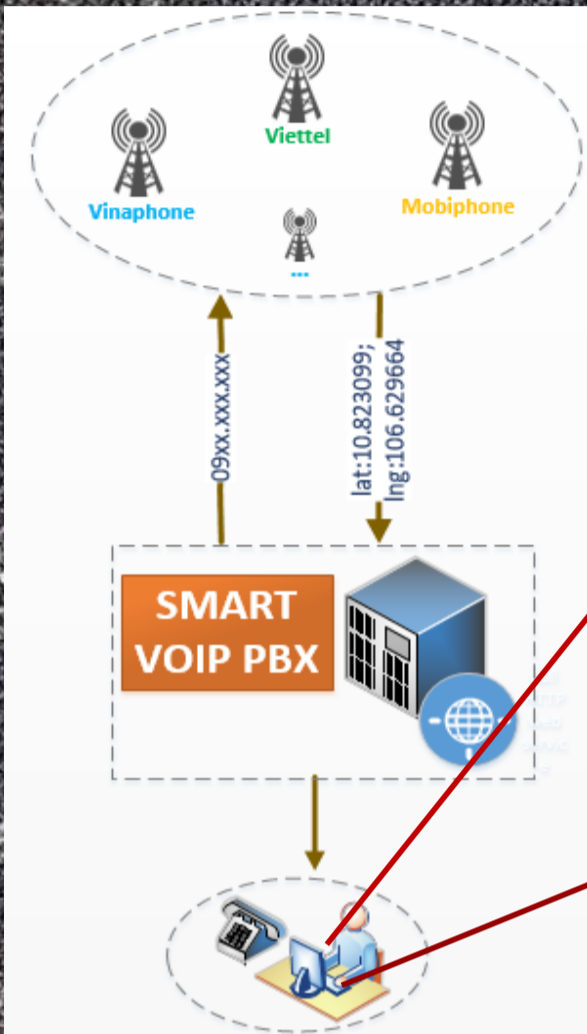 Viettel
Vinaphone
Mobiphone
...
09xx.xxx.xxx
lat:10.823099;
lng:106.629664
SMART
VOIP PBX